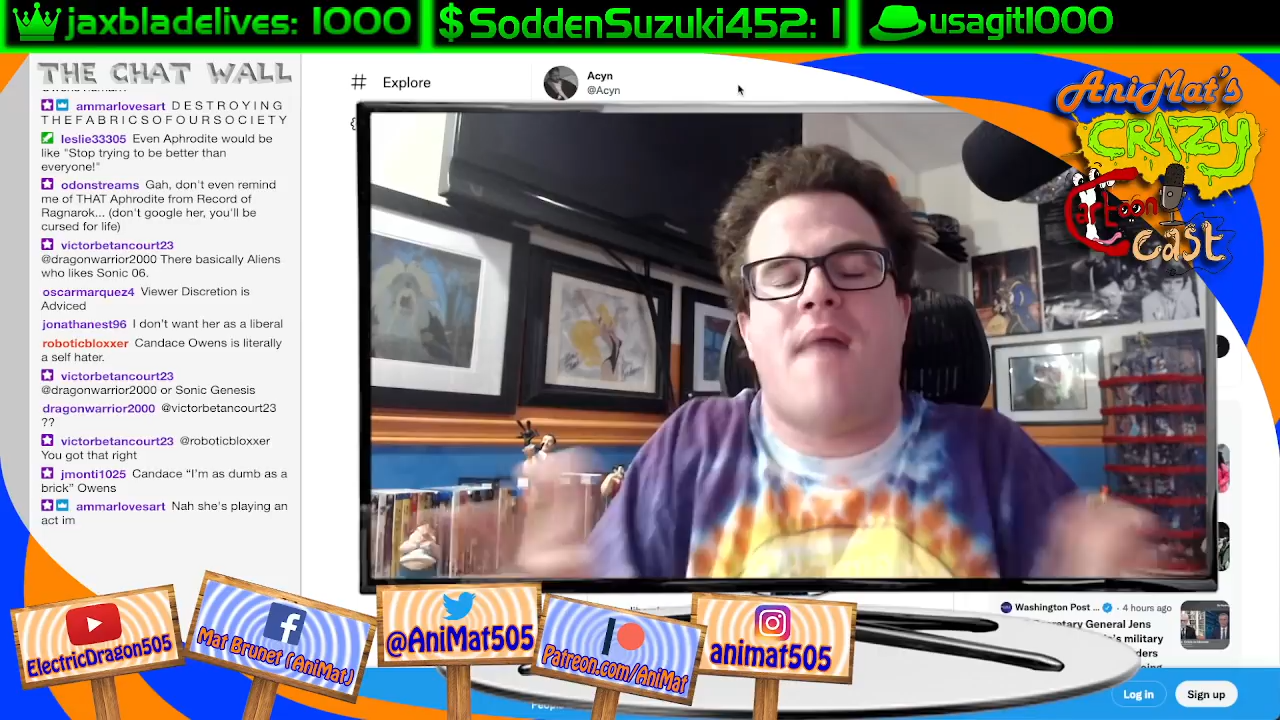 jaxbladelives: 1000
$ SoddenSuzuki452: 1
usagit1000
THE CHAT WALL
ammarlovesart D E S T R O Y I N G
T H E F A B R I C S O F O U R S O C I E T Y
leslie33305 Even Aphrodite would be
like "Stop trying to be better than
everyone!"
odonstreams Gah, don't even remind
me of THAT Aphrodite from Record of
Ragnarok... (don't google her, you'll be
cursed for life)
victorbetancourt23
@dragonwarrior2000 There basically Aliens
who likes Sonic 06.
oscarmarquez4 Viewer Discretion is
Adviced
jonathanest96 I don't want her as a liberal
roboticbloxxer Candace Owens is literally
a self hater.
victorbetancourt23
@dragonwarrior2000 or Sonic Genesis
dragonwarrior2000 @victorbetancourt23
??
victorbetancourt23 @roboticbloxxer
You got that right
jmonti1025 Candace “I'm as dumb as a
brick” Owens
ammarlovesart Nah she's playing an
act im
# Explore
Acyn
@Acyn
AniMat's
CRAZY
Cartoon
Cast
Washington Post ... · 4 hours ago
Secretary General Jens
military
Log in
Sign up
ElectricDragon505
Mat Brunet (AniMat)
@AniMat505
Patreon.com/AniMat
animat505